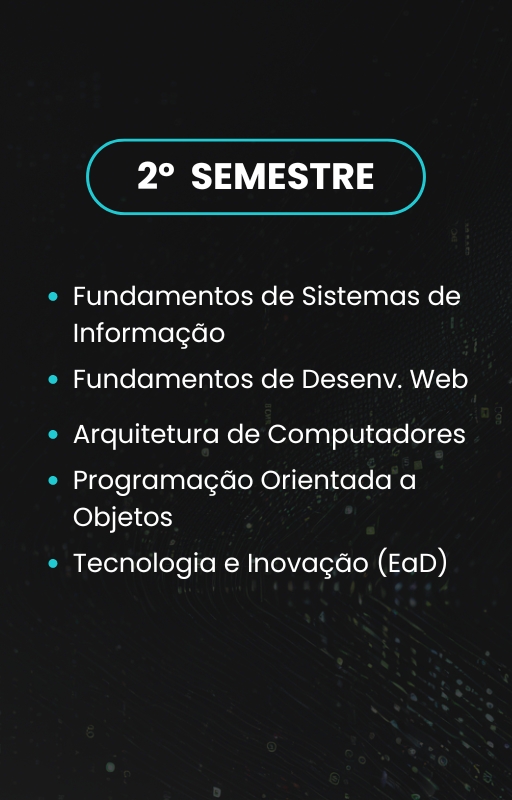 2º SEMESTRE
Fundamentos de Sistemas de
Informação
Fundamentos de Desenv. Web
Arquitetura de Computadores
Programação Orientada a
Objetos
Tecnologia e Inovação (EaD)